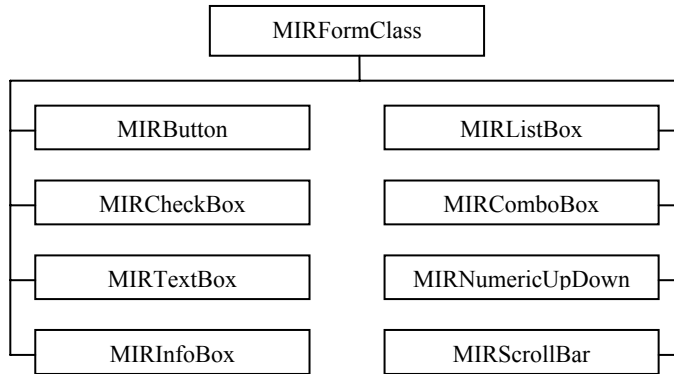 MIRFormClass
MIRButton
MIRListBox
MIRCheckBox
MIRComboBox
MIRTextBox
MIRNumericUpDown
MIRInfoBox
MIRScrollBar